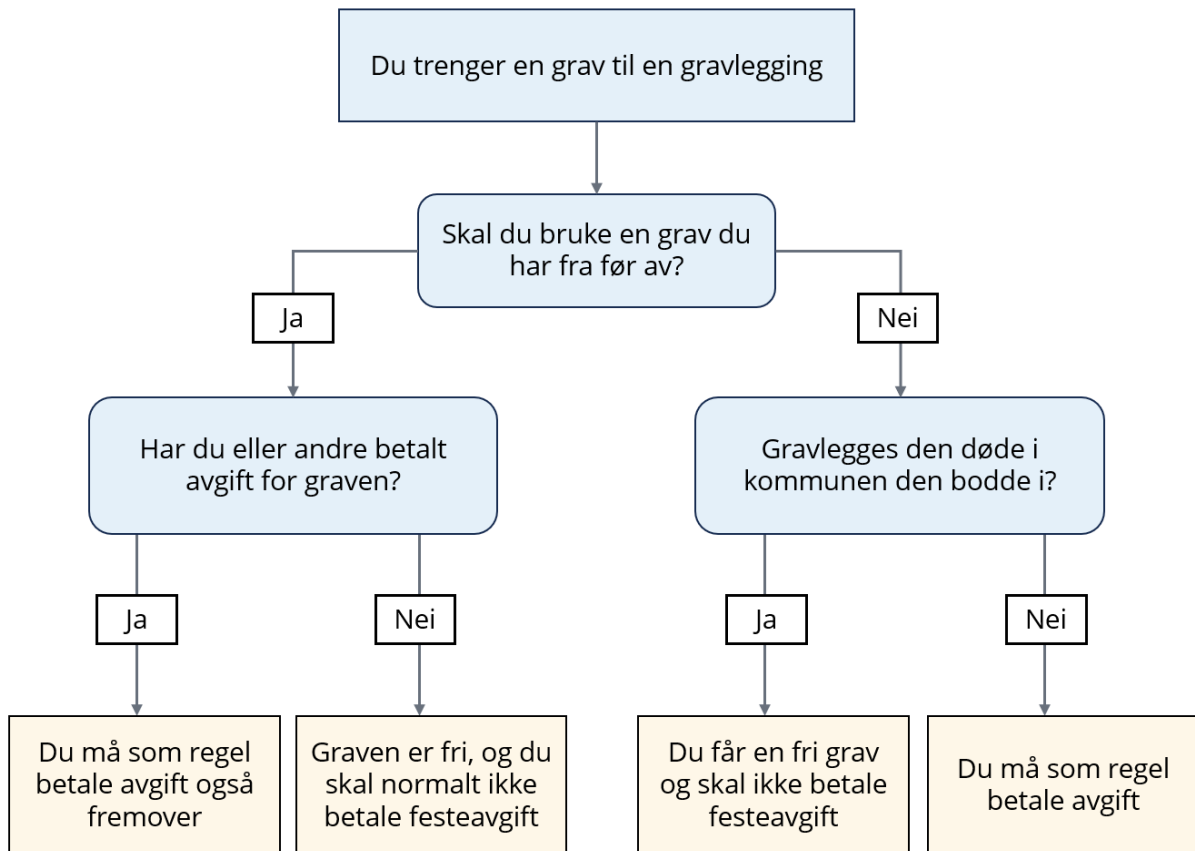 Du trenger en grav til en gravlegging
Skal du bruke en grav du
har fra før av?
Ja
Nei
Har du eller andre betalt
avgift for graven?
Gravlegges den døde i
kommunen den bodde i?
Ja
Nei
Ja
Nei
Du må som regel
betale avgift også
fremover
Graven er fri, og du
skal normalt ikke
betale festeavgift
Du får en fri grav
og skal ikke betale
festeavgift
Du må som regel
betale avgift